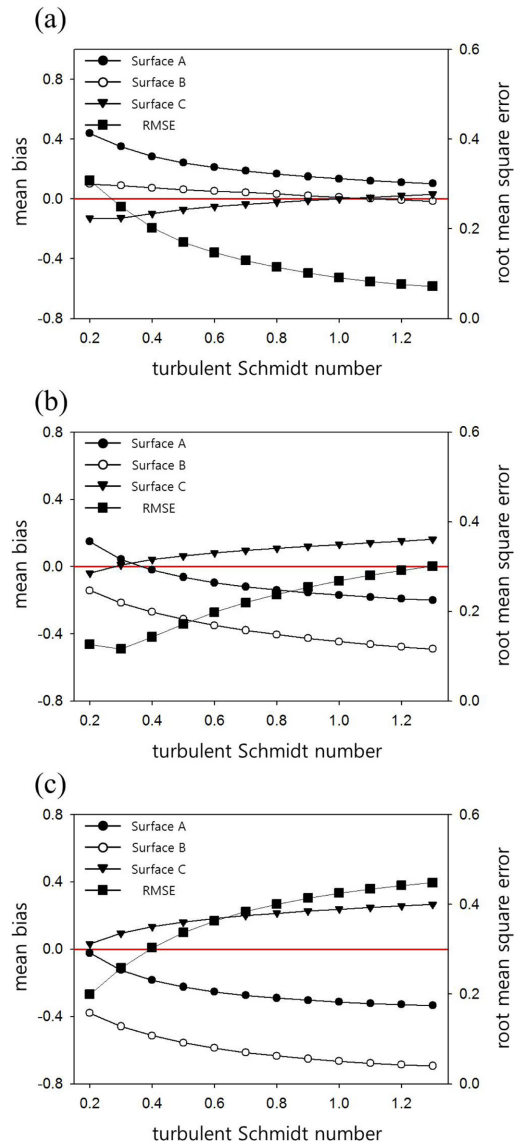 (a)
0.8
0.4
0.0
-0.4
-0.8
mean bias
Surface A
Surface B
Surface C
RMSE
0.6
0.4
0.2
0.0
root mean square error
0.2 0.4 0.6 0.8 1.0 1.2
turbulent Schmidt number
(b)
0.8
0.4
0.0
-0.4
-0.8
mean bias
Surface A
Surface B
Surface C
RMSE
0.6
0.4
0.2
0.0
root mean square error
0.2 0.4 0.6 0.8 1.0 1.2
turbulent Schmidt number
(c)
0.8
0.4
0.0
-0.4
-0.8
mean bias
Surface A
Surface B
Surface C
RMSE
0.6
0.4
0.2
0.0
root mean square error
0.2 0.4 0.6 0.8 1.0 1.2
turbulent Schmidt number